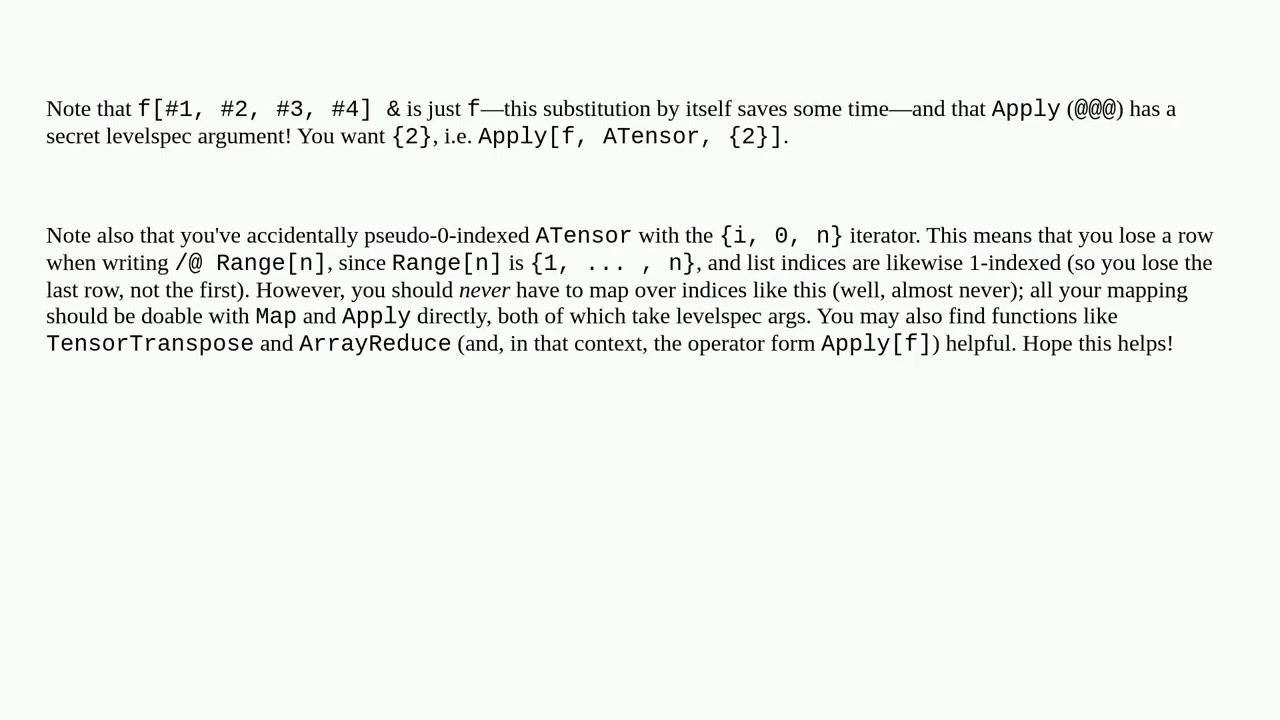 Note that f[#1, #2, #3, #4] & is just f—this substitution by itself saves some time—and that Apply (@@@) has a
secret levelspec argument! You want {2}, i.e. Apply[f, ATensor, {2}].
Note also that you've accidentally pseudo-0-indexed ATensor with the {i, 0, n} iterator. This means that you lose a row
when writing /@ Range[n], since Range[n] is {1, ... , n}, and list indices are likewise 1-indexed (so you lose the
last row, not the first). However, you should never have to map over indices like this (well, almost never); all your mapping
should be doable with Map and Apply directly, both of which take levelspec args. You may also find functions like
TensorTranspose and ArrayReduce (and, in that context, the operator form Apply[f]) helpful. Hope this helps!